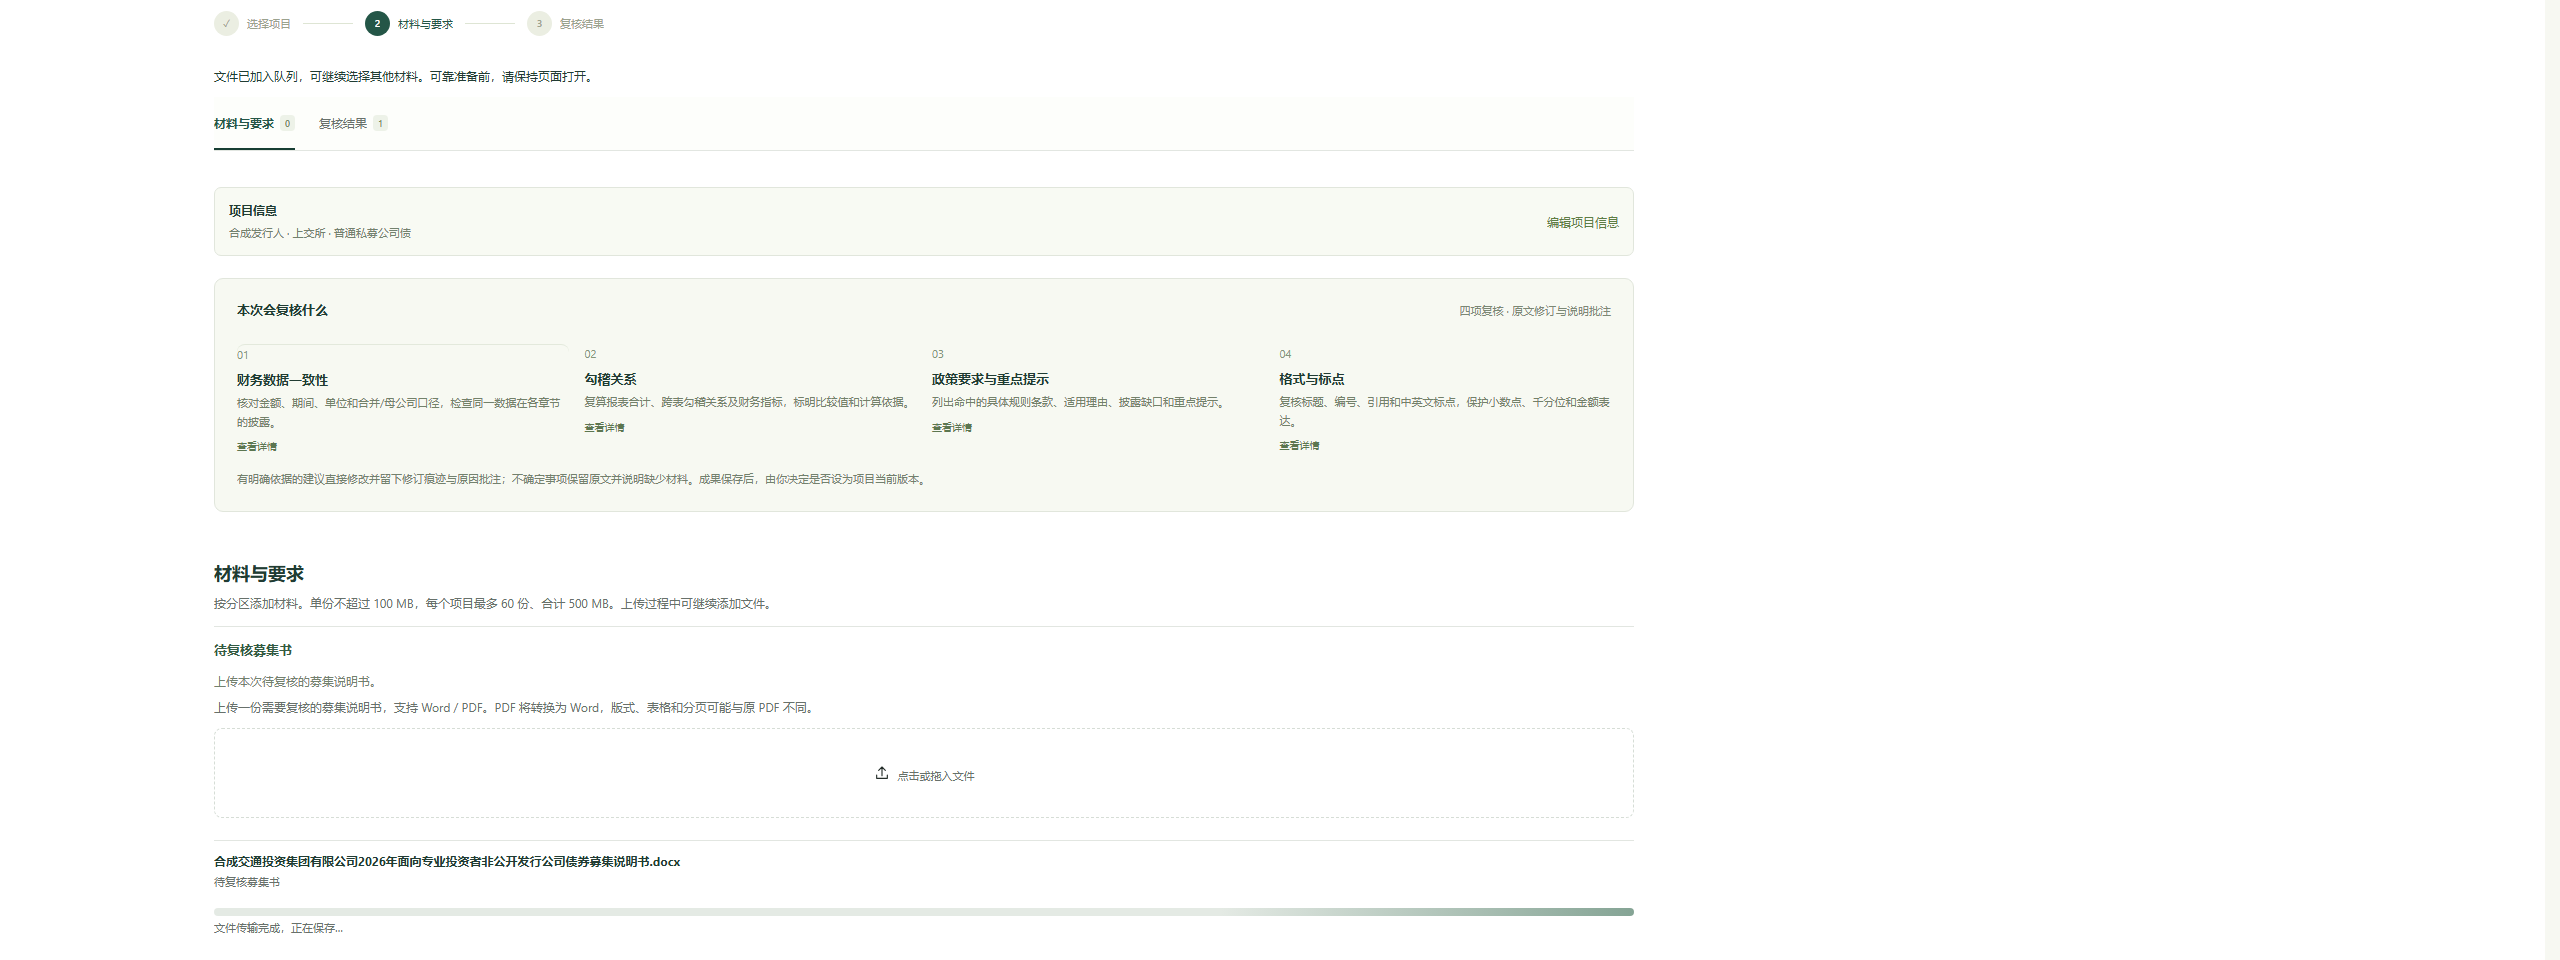 ✓ 选择项目 2 材料与要求 3 复核结果
文件已加入队列，可继续选择其他材料。可靠准备前，请保持页面打开。
材料与要求 0 复核结果 1
项目信息
合成发行人 · 上交所 · 普通私募公司债
编辑项目信息
本次会复核什么
四项复核 · 原文修订与说明批注
01
财务数据一致性
核对金额、期间、单位和合并/母公司口径，检查同一数据在各章节
的披露。
查看详情
02
勾稽关系
复算报表合计、跨表勾稽关系及财务指标，标明比较值和计算依据。
查看详情
03
政策要求与重点提示
列出命中的具体规则条款、适用理由、披露缺口和重点提示。
查看详情
04
格式与标点
复核标题、编号、引用和中英文标点，保护小数点、千分位和金额表
达。
查看详情
有明确依据的建议直接修改并留下修订痕迹与原因批注；不确定事项保留原文并说明缺少材料。成果保存后，由你决定是否设为项目当前版本。
材料与要求
按分区添加材料。单份不超过 100 MB，每个项目最多 60 份、合计 500 MB。上传过程中可继续添加文件。
待复核募集书
上传本次待复核的募集说明书。
上传一份需要复核的募集说明书，支持 Word / PDF。PDF 将转换为 Word，版式、表格和分页可能与原 PDF 不同。
点击或拖入文件
合成交通投资集团有限公司2026年面向专业投资者非公开发行公司债券募集说明书.docx
待复核募集书
文件传输完成，正在保存...